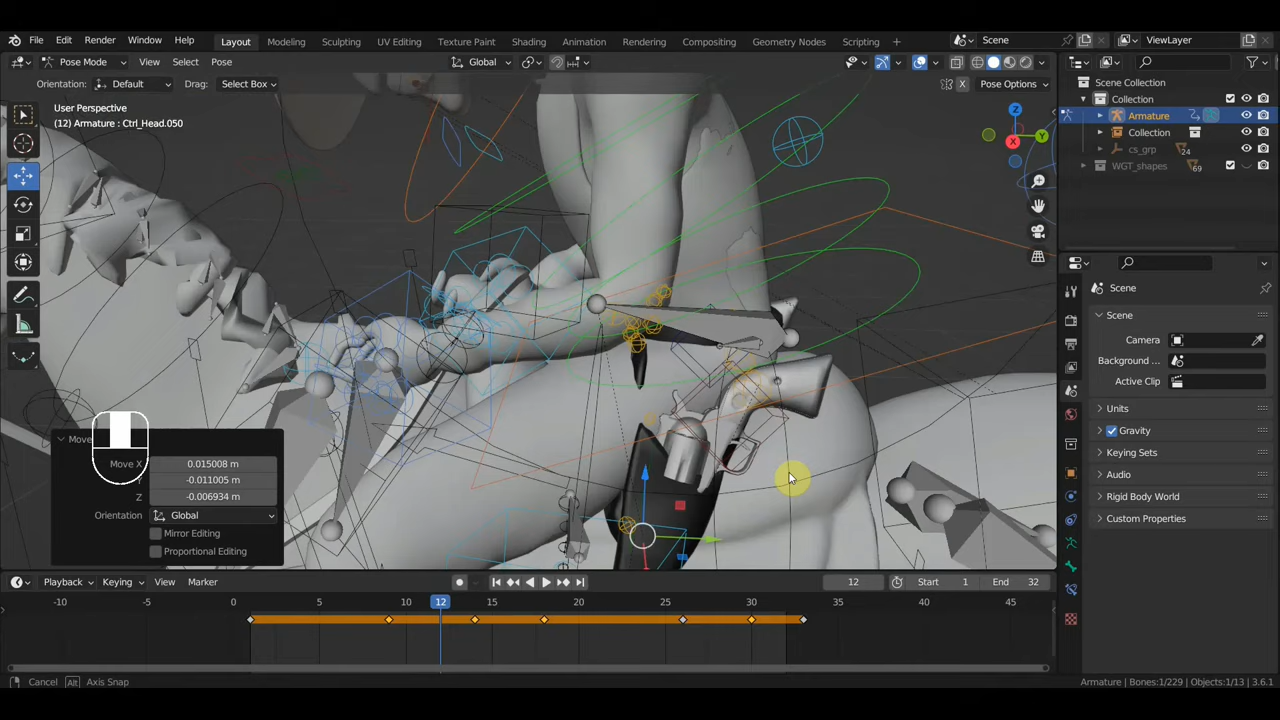 File Edit Render Window Help Layout Modeling Sculpting UV Editing Texture Paint Shading Animation Rendering Compositing Geometry Nodes Scripting + Scene ViewLayer
Pose Mode View Select Pose Global
Orientation: Default Drag: Select Box X Pose Options
User Perspective
(12) Armature : Ctrl_Head.050
Z
Y
X
Scene Collection
Collection
Armature
Collection
cs_grp 24
WGT_shapes 69
Scene
Scene
Camera
Background ...
Active Clip
Units
Gravity
Keying Sets
Audio
Rigid Body World
Custom Properties
Move
Move X 0.015008 m
-0.011005 m
Z -0.006934 m
Orientation Global
Mirror Editing
Proportional Editing
Playback Keying View Marker 12 Start 1 End 32
-10 -5 0 5 10 12 15 20 25 30 35 40 45
Cancel Alt Axis Snap Armature | Bones:1/229 | Objects:1/13 | 3.6.1